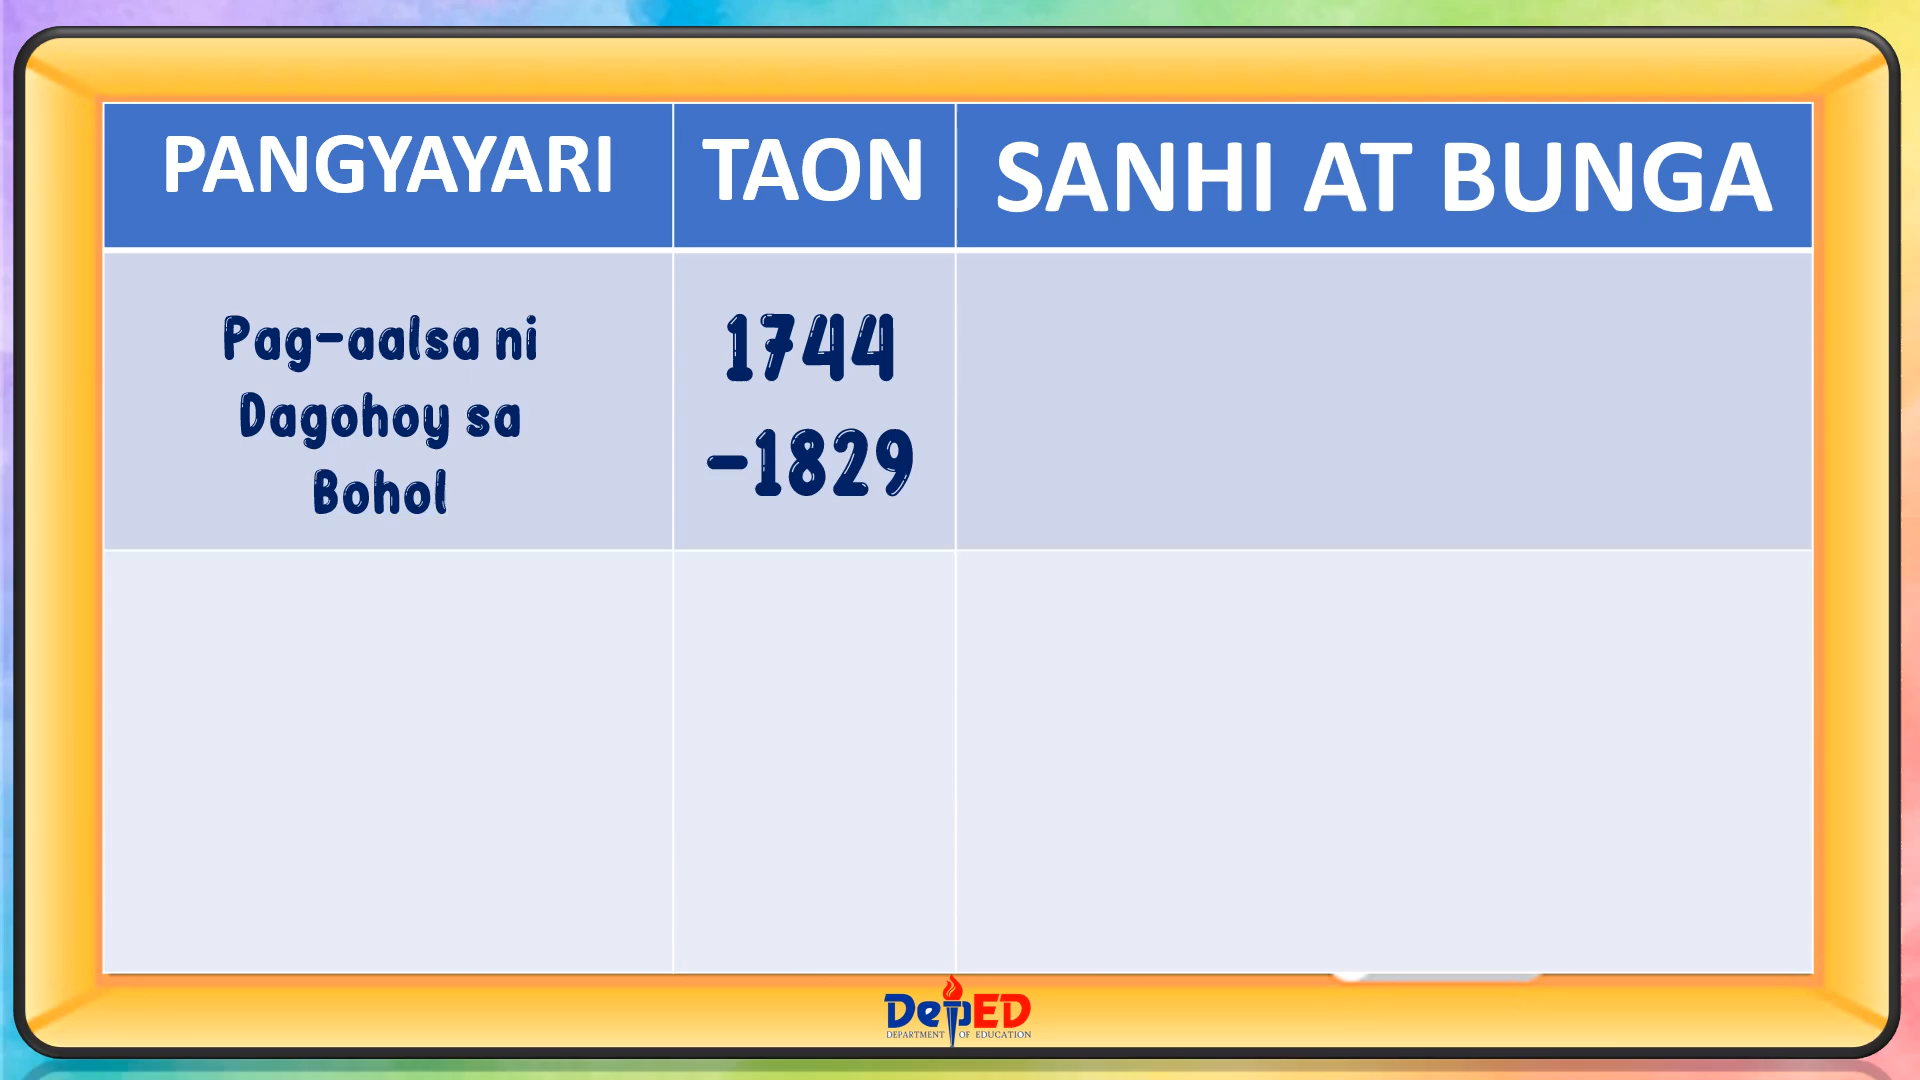 PANGYAYARI TAON SANHI AT BUNGA
Pag-aalsa ni
Dagohoy sa
Bohol
1744
-1829
DepED
DEPARTMENT OF EDUCATION